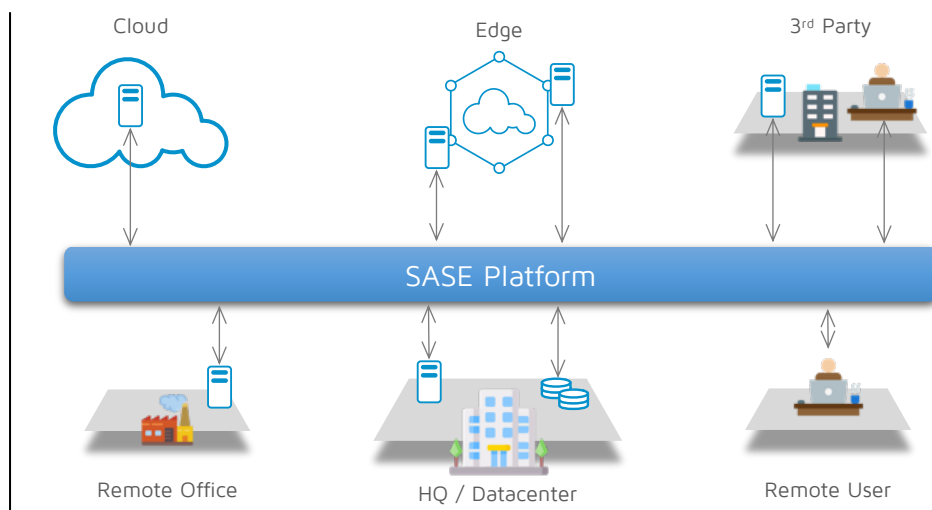 Cloud
Edge
3rd Party
SASE Platform
Remote Office
HQ / Datacenter
Remote User